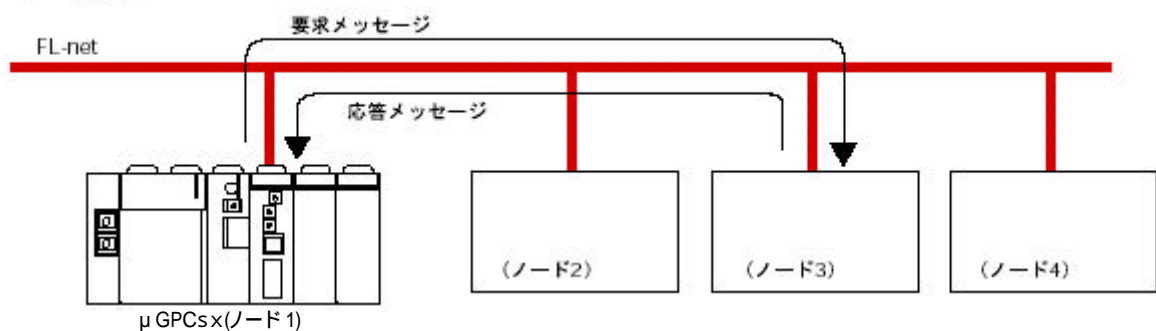 要求メッセージ
FL-net
応答メッセージ
(ノード2)
(ノード3)
(ノード4)
μGPCsx(ノード1)